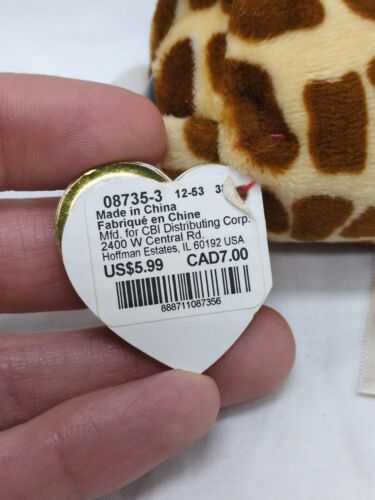 08735-3 12-53
Made in China
Fabriqué en Chine
Mfd. for CBI Distributing Corp.
2400 W Central Rd.
Hoffman Estates, IL 60192 USA
US$5.99 CAD7.00
888711087356